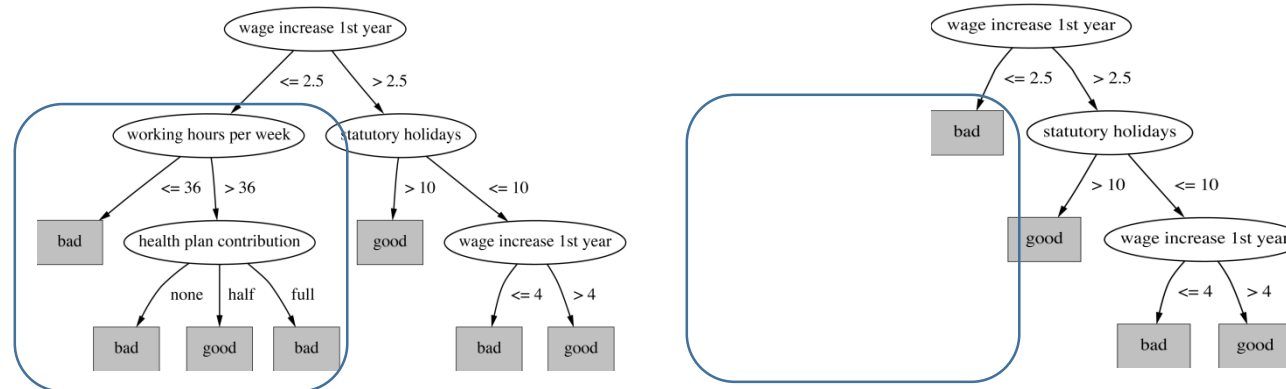 wage increase 1st year
<= 2.5
> 2.5
working hours per week
statutory holidays
<= 36
> 36
> 10
<= 10
bad
health plan contribution
good
wage increase 1st year
none
half
full
<= 4
> 4
bad
good
bad
bad
good
wage increase 1st year
<= 2.5
> 2.5
bad
statutory holidays
> 10
<= 10
good
wage increase 1st year
<= 4
> 4
bad
good